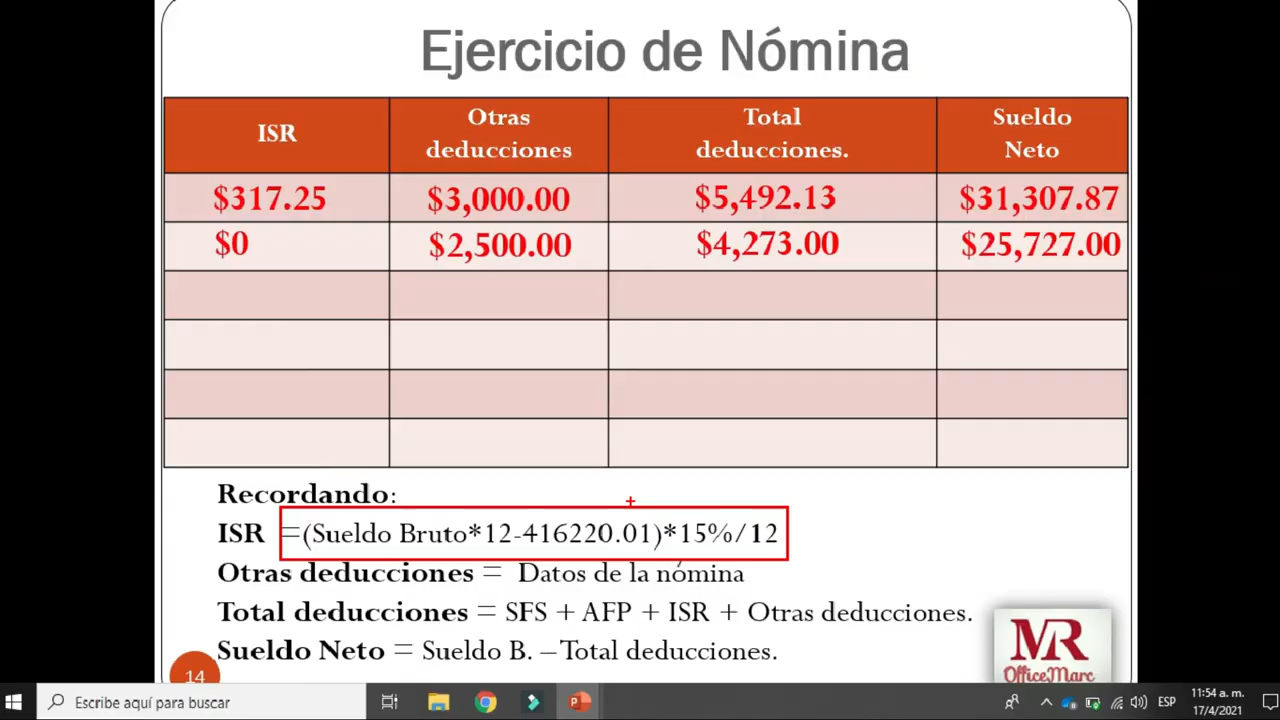 Ejercicio de Nómina
ISR
Otras
deducciones
Total
deducciones.
Sueldo
Neto
$317.25 $3,000.00 $5,492.13 $31,307.87
$0 $2,500.00 $4,273.00 $25,727.00
Recordando:
ISR =(Sueldo Bruto*12-416220.01)*15%/12
Otras deducciones = Datos de la nómina
Total deducciones = SFS + AFP + ISR + Otras deducciones.
Sueldo Neto = Sueldo B. – Total deducciones.
MR
OfficeMarc
14
Escribe aquí para buscar
ESP
11:54 a. m.
17/4/2021